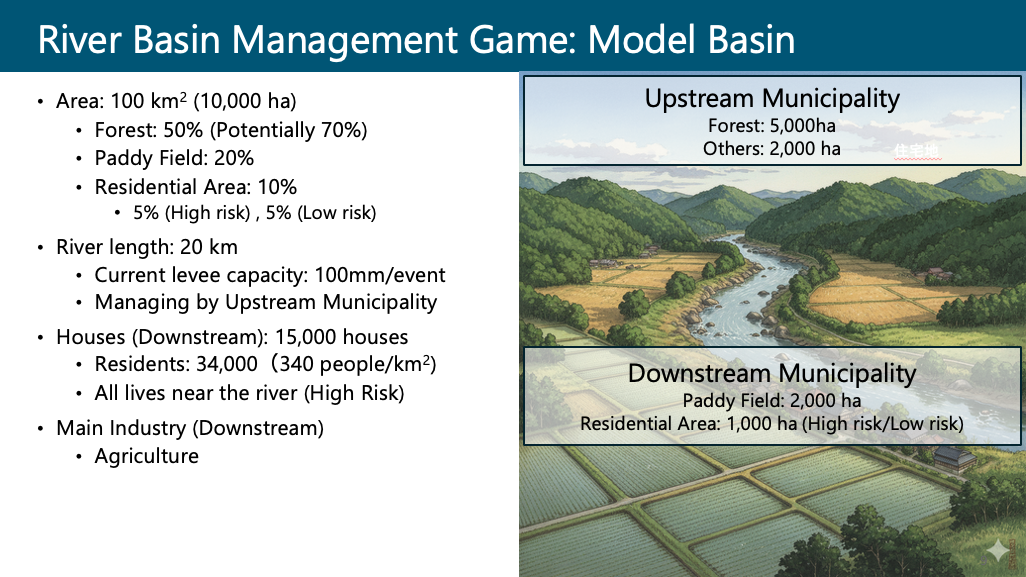 River Basin Management Game: Model Basin
• Area: 100 km² (10,000 ha)
• Forest: 50% (Potentially 70%)
• Paddy Field: 20%
• Residential Area: 10%
• 5% (High risk) , 5% (Low risk)
• River length: 20 km
• Current levee capacity: 100mm/event
• Managing by Upstream Municipality
• Houses (Downstream): 15,000 houses
• Residents: 34,000（340 people/km²)
• All lives near the river (High Risk)
• Main Industry (Downstream)
• Agriculture
Upstream Municipality
Forest: 5,000ha
Others: 2,000 ha
住宅地
Downstream Municipality
Paddy Field: 2,000 ha
Residential Area: 1,000 ha (High risk/Low risk)